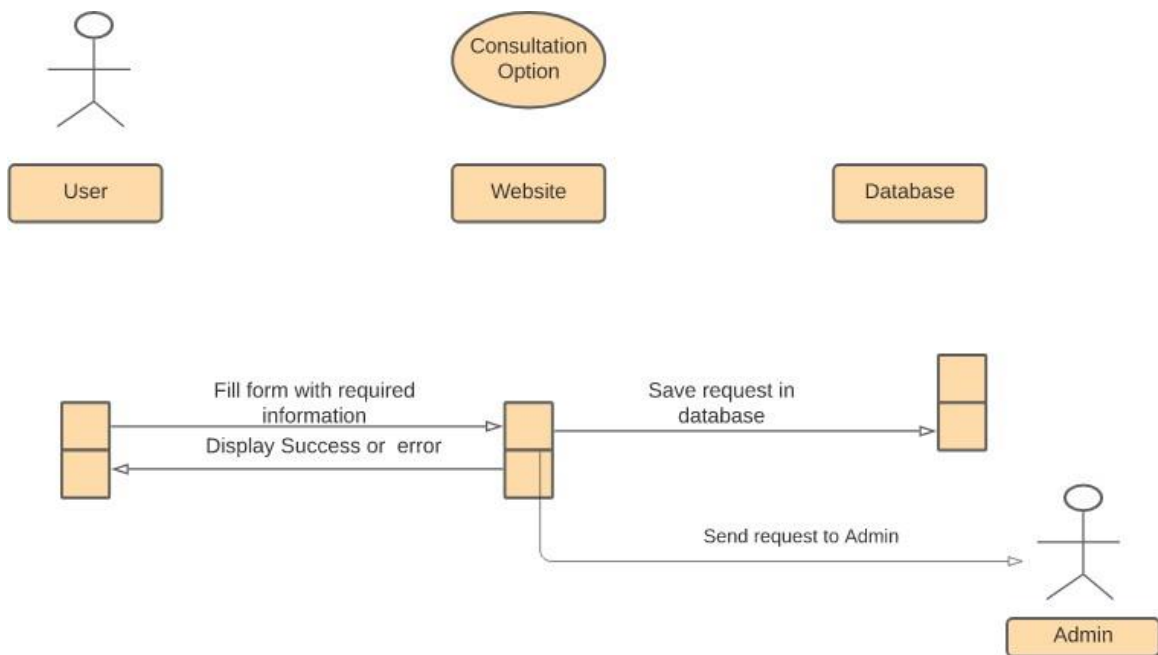 Consultation
Option
User
Website
Database
Fill form with required
information
Save request in
database
Display Success or  error
Send request to Admin
Admin